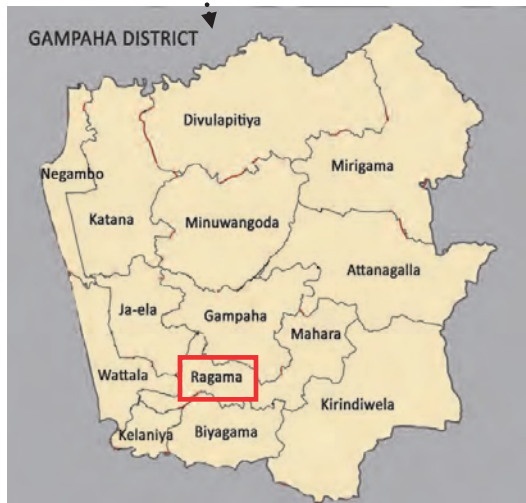 GAMPAHA DISTRICT
Divulapitiya
Mirigama
Negambo
Katana
Minuwangoda
Attanagalla
Ja-ela
Gampaha
Mahara
Wattala
Ragama
Kirindiwela
Kelaniya
Biyagama